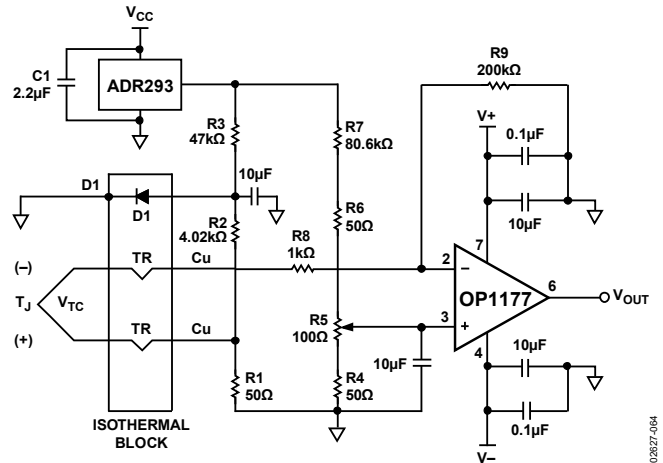 VCC
C1
2.2µF
ADR293
R9
200kΩ
R3
47kΩ
R7
80.6kΩ
V+
0.1µF
10µF
D1
D1
10µF
R2
4.02kΩ
R6
50Ω
R8
1kΩ
(–)
TR
Cu
TJ
VTC
(+)
TR
Cu
2
–
7
OP1177
6
VOUT
3
+
4
R5
100Ω
10µF
10µF
0.1µF
R1
50Ω
R4
50Ω
ISOTHERMAL
BLOCK
V–
02627-064